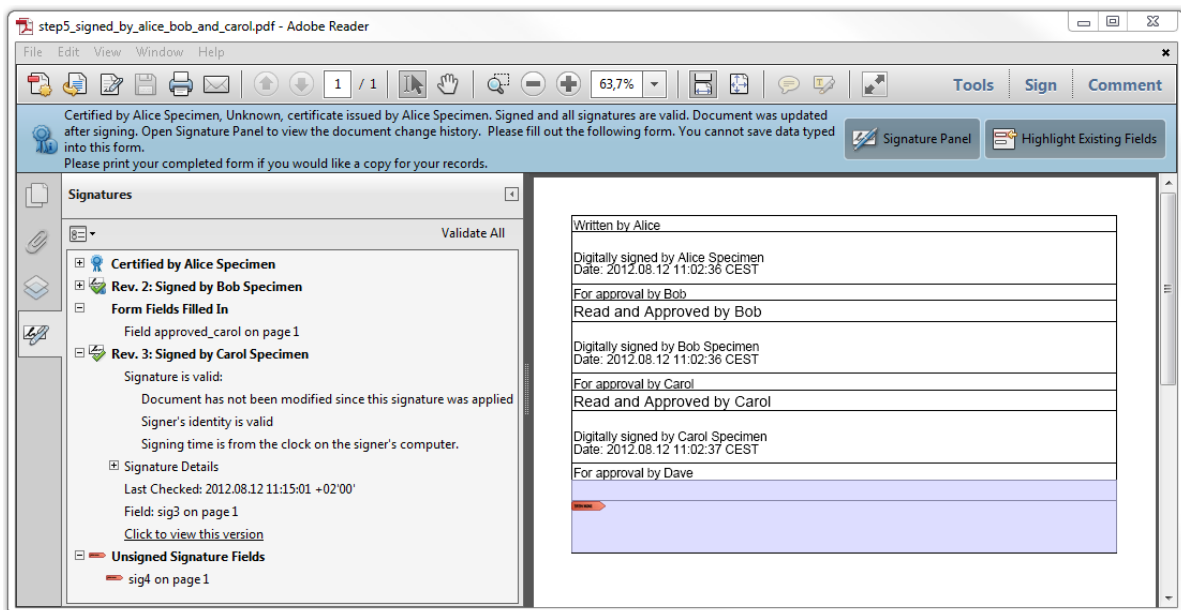 step5_signed_by_alice_bob_and_carol.pdf - Adobe Reader
File Edit View Window Help
1 / 1 63,7% Tools Sign Comment
Certified by Alice Specimen, Unknown, certificate issued by Alice Specimen. Signed and all signatures are valid. Document was updated
after signing. Open Signature Panel to view the document change history. Please fill out the following form. You cannot save data typed
into this form.
Please print your completed form if you would like a copy for your records.
Signature Panel
Highlight Existing Fields
Signatures
Validate All
Certified by Alice Specimen
Rev. 2: Signed by Bob Specimen
Form Fields Filled In
Field approved_carol on page 1
Rev. 3: Signed by Carol Specimen
Signature is valid:
Document has not been modified since this signature was applied
Signer's identity is valid
Signing time is from the clock on the signer's computer.
Signature Details
Last Checked: 2012.08.12 11:15:01 +02'00'
Field: sig3 on page 1
Click to view this version
Unsigned Signature Fields
sig4 on page 1
Written by Alice
Digitally signed by Alice Specimen
Date: 2012.08.12 11:02:36 CEST
For approval by Bob
Read and Approved by Bob
Digitally signed by Bob Specimen
Date: 2012.08.12 11:02:36 CEST
For approval by Carol
Read and Approved by Carol
Digitally signed by Carol Specimen
Date: 2012.08.12 11:02:37 CEST
For approval by Dave